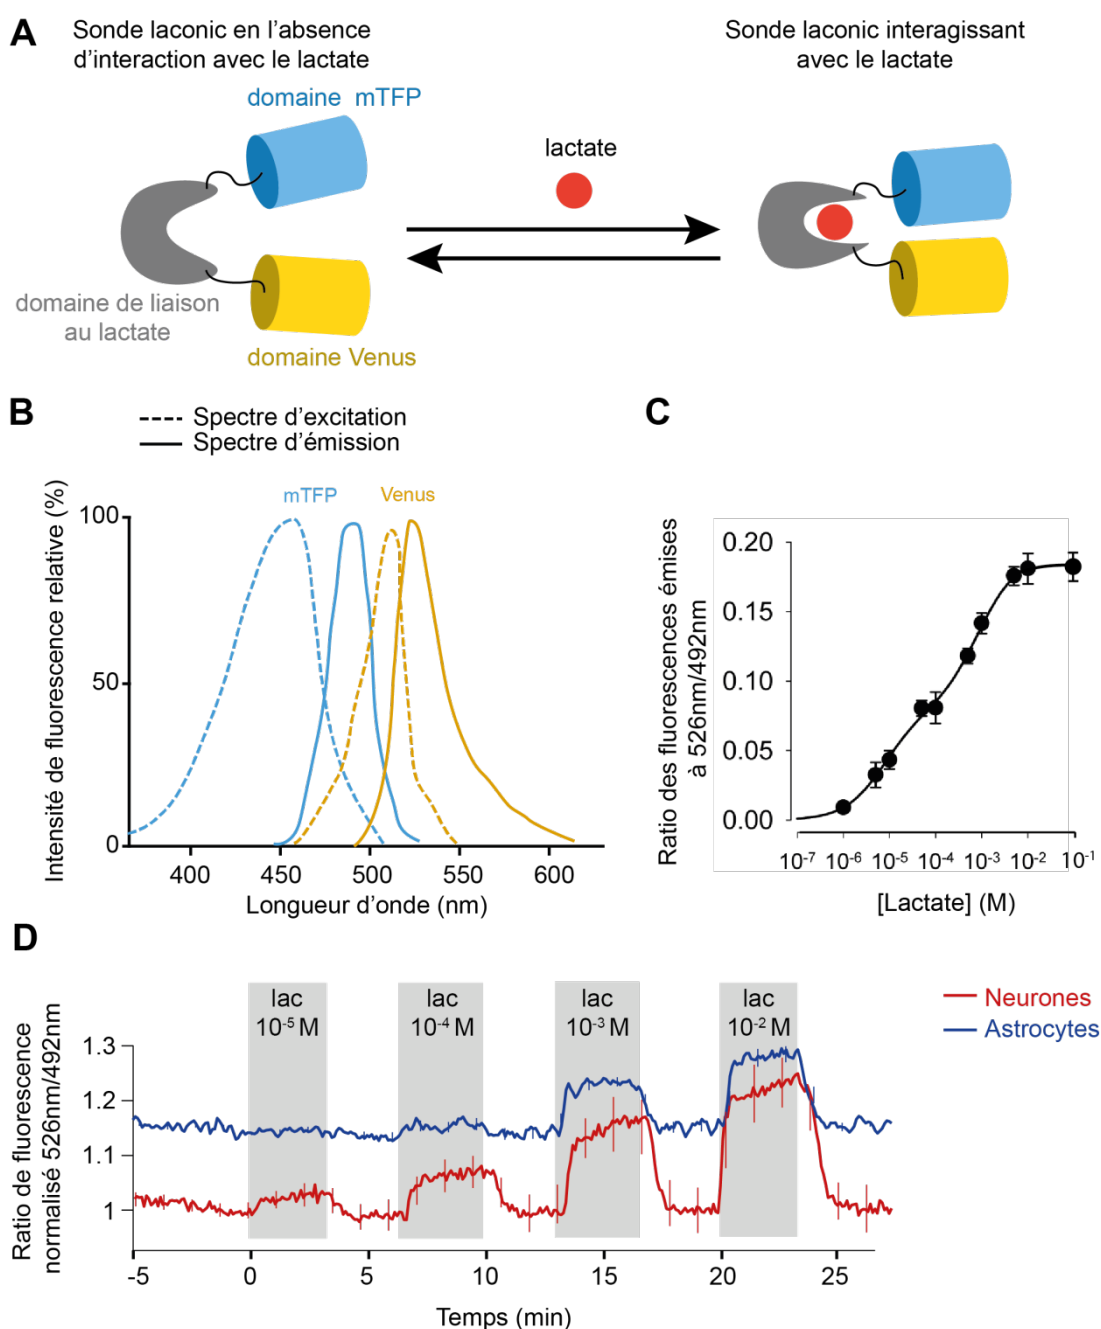 A
Sonde laconic en l'absence
d'interaction avec le lactate
Sonde laconic interagissant
avec le lactate
domaine mTFP
lactate
domaine de liaison
au lactate
domaine Venus
B
Spectre d'excitation
Spectre d'émission
mTFP
Venus
Intensité de fluorescence relative (%)
100
50
0
400
450
500
550
600
Longueur d'onde (nm)
C
Ratio des fluorescences émises
à 526nm/492nm
0.20
0.15
0.10
0.05
0.00
10-7
10-6
10-5
10-4
10-3
10-2
10-1
[Lactate] (M)
D
lac
10-5 M
lac
10-4 M
lac
10-3 M
lac
10-2 M
Neurones
Astrocytes
Ratio de fluorescence
normalisé 526nm/492nm
1.3
1.2
1.1
1
-5
0
5
10
15
20
25
Temps (min)